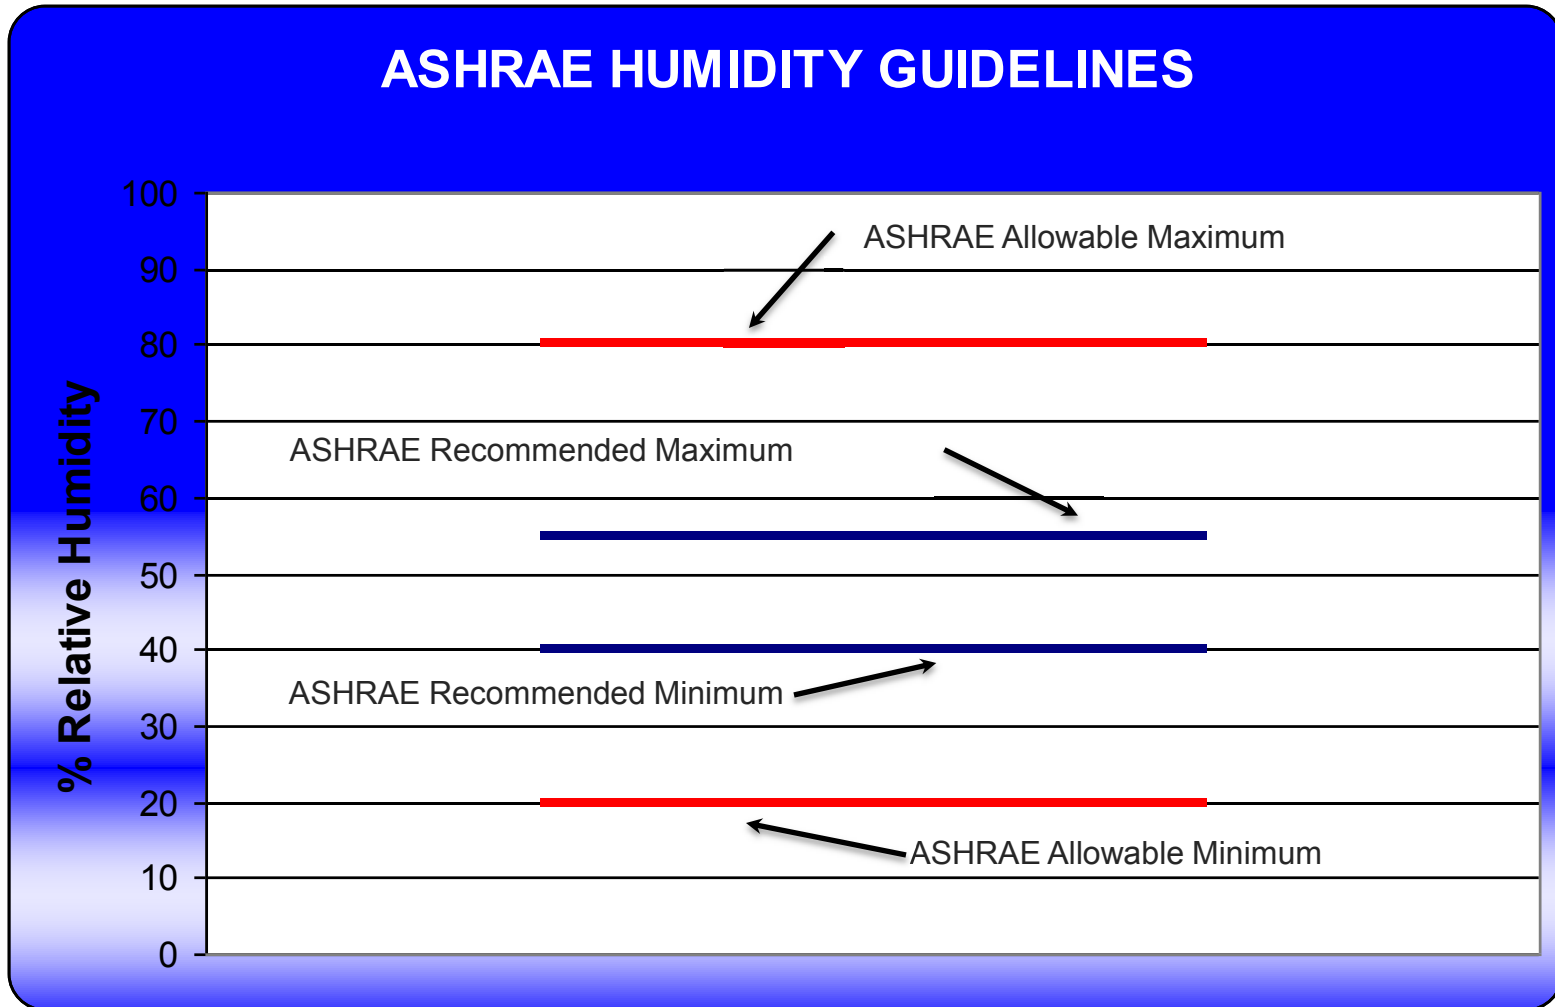 ASHRAE HUMIDITY GUIDELINES
100
ASHRAE Allowable Maximum
90
80
70
ASHRAE Recommended Maximum
60
50
40
ASHRAE Recommended Minimum
30
20
ASHRAE Allowable Minimum
10
0
% Relative Humidity